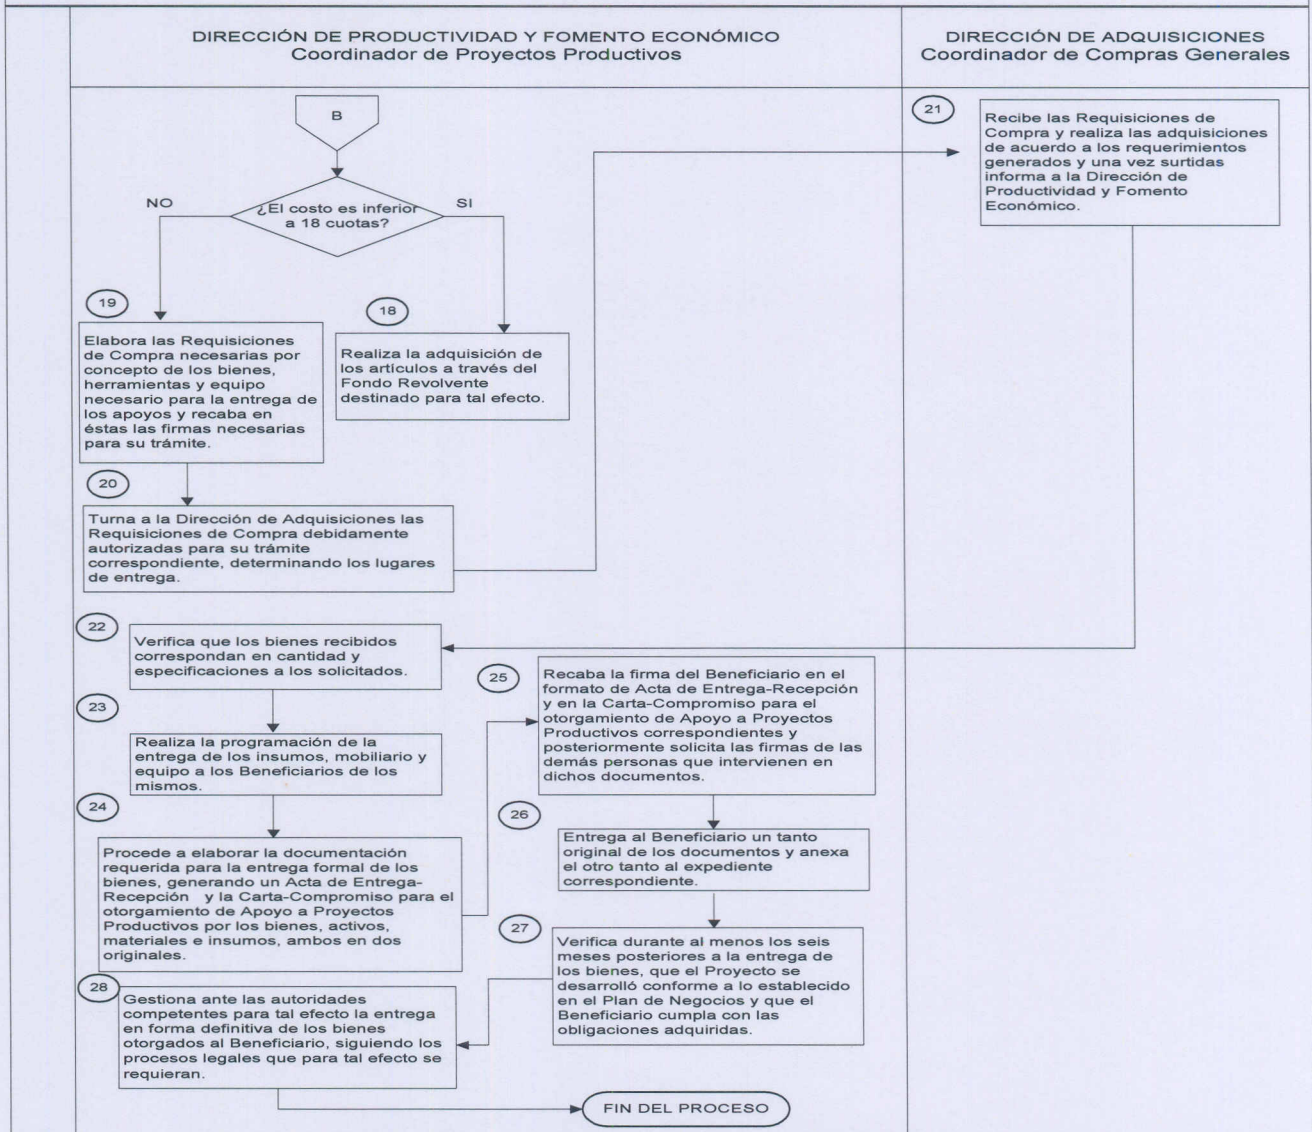 DIRECCIÓN DE PRODUCTIVIDAD Y FOMENTO ECONÓMICO
Coordinador de Proyectos Productivos
DIRECCIÓN DE ADQUISICIONES
Coordinador de Compras Generales
B
¿El costo es inferior
a 18 cuotas?
NO
SI
19
Elabora las Requisiciones
de Compra necesarias por
concepto de los bienes,
herramientas y equipo
necesario para la entrega de
los apoyos y recaba en
éstas las firmas necesarias
para su trámite.
18
Realiza la adquisición de
los artículos a través del
Fondo Revolvente
destinado para tal efecto.
20
Turna a la Dirección de Adquisiciones las
Requisiciones de Compra debidamente
autorizadas para su trámite
correspondiente, determinando los lugares
de entrega.
21
Recibe las Requisiciones de
Compra y realiza las adquisiciones
de acuerdo a los requerimientos
generados y una vez surtidas
informa a la Dirección de
Productividad y Fomento
Económico.
22
Verifica que los bienes recibidos
correspondan en cantidad y
especificaciones a los solicitados.
23
Realiza la programación de la
entrega de los insumos, mobiliario y
equipo a los Beneficiarios de los
mismos.
24
Procede a elaborar la documentación
requerida para la entrega formal de los
bienes, generando un Acta de Entrega-
Recepción y la Carta-Compromiso para el
otorgamiento de Apoyo a Proyectos
Productivos por los bienes, activos,
materiales e insumos, ambos en dos
originales.
25
Recaba la firma del Beneficiario en el
formato de Acta de Entrega-Recepción
y en la Carta-Compromiso para el
otorgamiento de Apoyo a Proyectos
Productivos correspondientes y
posteriormente solicita las firmas de las
demás personas que intervienen en
dichos documentos.
26
Entrega al Beneficiario un tanto
original de los documentos y anexa
el otro tanto al expediente
correspondiente.
27
Verifica durante al menos los seis
meses posteriores a la entrega de
los bienes, que el Proyecto se
desarrolló conforme a lo establecido
en el Plan de Negocios y que el
Beneficiario cumpla con las
obligaciones adquiridas.
28
Gestiona ante las autoridades
competentes para tal efecto la entrega
en forma definitiva de los bienes
otorgados al Beneficiario, siguiendo los
procesos legales que para tal efecto se
requieran.
FIN DEL PROCESO